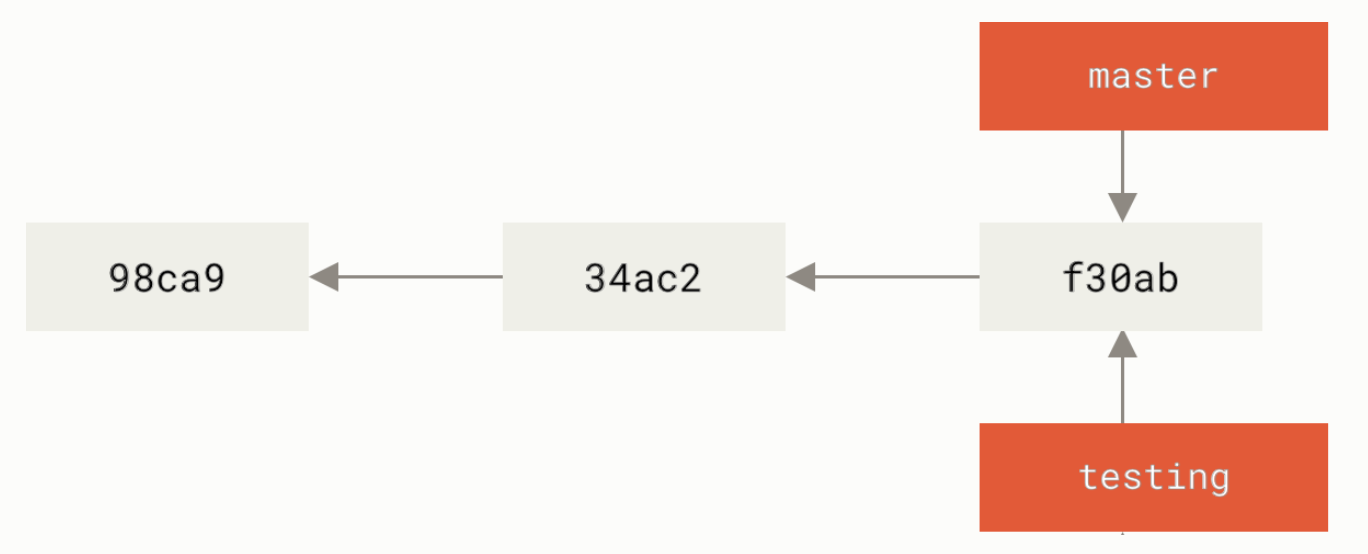 master
98ca9
34ac2
f30ab
testing